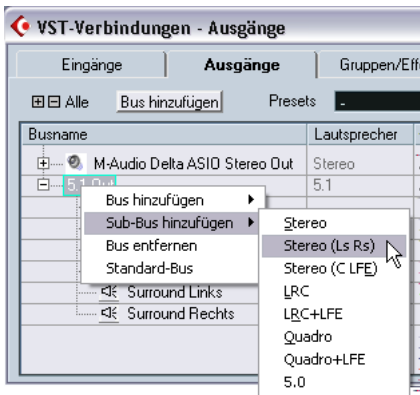 VST-Verbindungen - Ausgänge
Eingänge Ausgänge Gruppen/Eff
Alle Bus hinzufügen Presets -
Busname Lautsprecher
M-Audio Delta ASIO Stereo Out Stereo
5.1 Out 5.1
Bus hinzufügen
Sub-Bus hinzufügen
Bus entfernen
Standard-Bus
Surround Links
Surround Rechts
Stereo
Stereo (Ls Rs)
Stereo (C LFE)
LRC
LRC+LFE
Quadro
Quadro+LFE
5.0